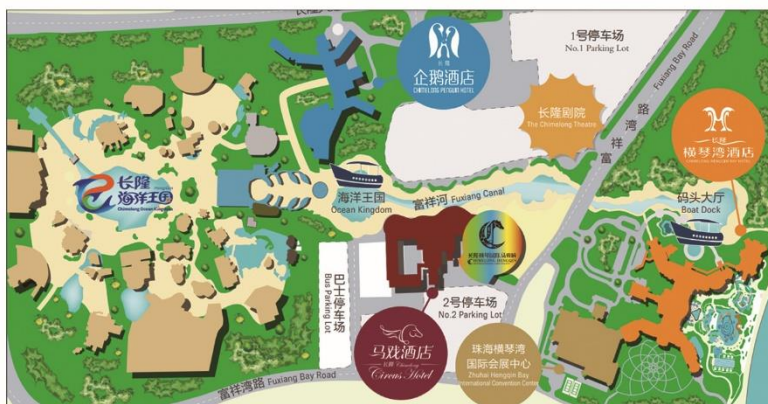 1号停车场
No.1 Parking Lot
长隆
企鹅酒店
CHIMELONG PENGUIN HOTEL
长隆剧院
The Chimelong Theatre
富祥湾路
Fuxiang Bay Road
长隆
横琴湾酒店
长隆
海洋王国
Chimelong Ocean Kingdom
海洋王国
Ocean Kingdom
富祥河 Fuxiang Canal
码头大厅
Boat Dock
巴士停车场
Bus Parking Lot
2号停车场
No.2 Parking Lot
马戏酒店
长隆 Chimelong
Circus Hotel
珠海横琴湾
国际会展中心
Zhuhai Hengqin Bay
International Convention Centre
富祥湾路 Fuxiang Bay Road